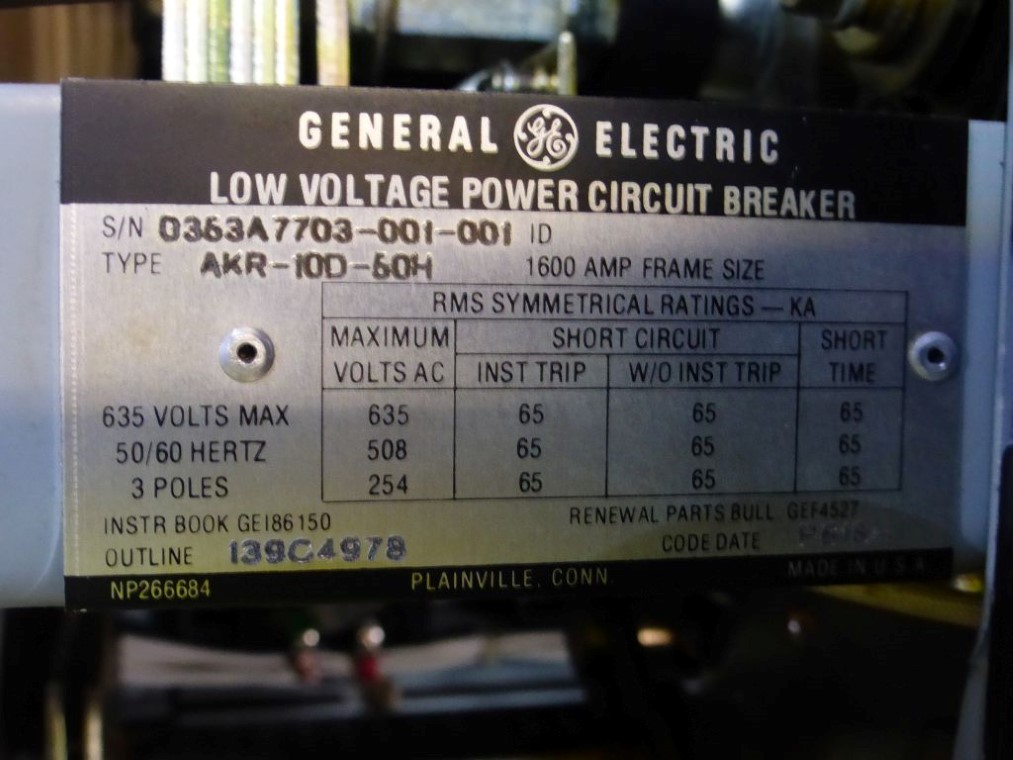 GENERAL GE ELECTRIC
LOW VOLTAGE POWER CIRCUIT BREAKER
S/N 0363A7703-001-001 ID
TYPE AKR-10D-50H 1600 AMP FRAME SIZE
RMS SYMMETRICAL RATINGS — KA
MAXIMUM SHORT CIRCUIT SHORT
VOLTS AC INST TRIP W/O INST TRIP TIME
635 VOLTS MAX 635 65 65 65
50/60 HERTZ 508 65 65 65
3 POLES 254 65 65 65
INSTR BOOK GEI86150 RENEWAL PARTS BULL. GEF4527
OUTLINE 139C4978 CODE DATE
NP266684 PLAINVILLE, CONN MADE IN U.S.A.